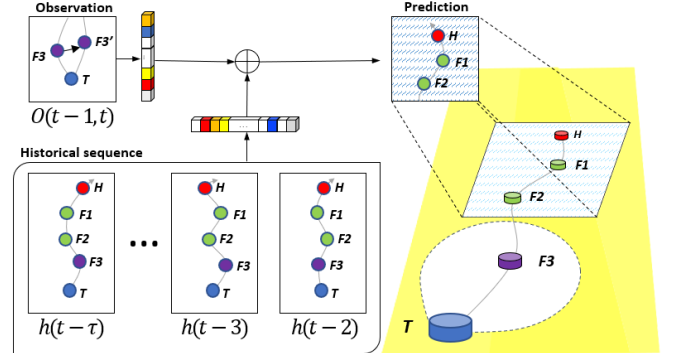 Observation
F3
F3'
T
O(t − 1, t)
Prediction
H
F1
F2
Historical sequence
H
F1
F2
F3
T
h(t − τ)
...
H
F1
F2
F3
T
h(t − 3)
H
F1
F2
F3
T
h(t − 2)
H
F1
F2
F3
T